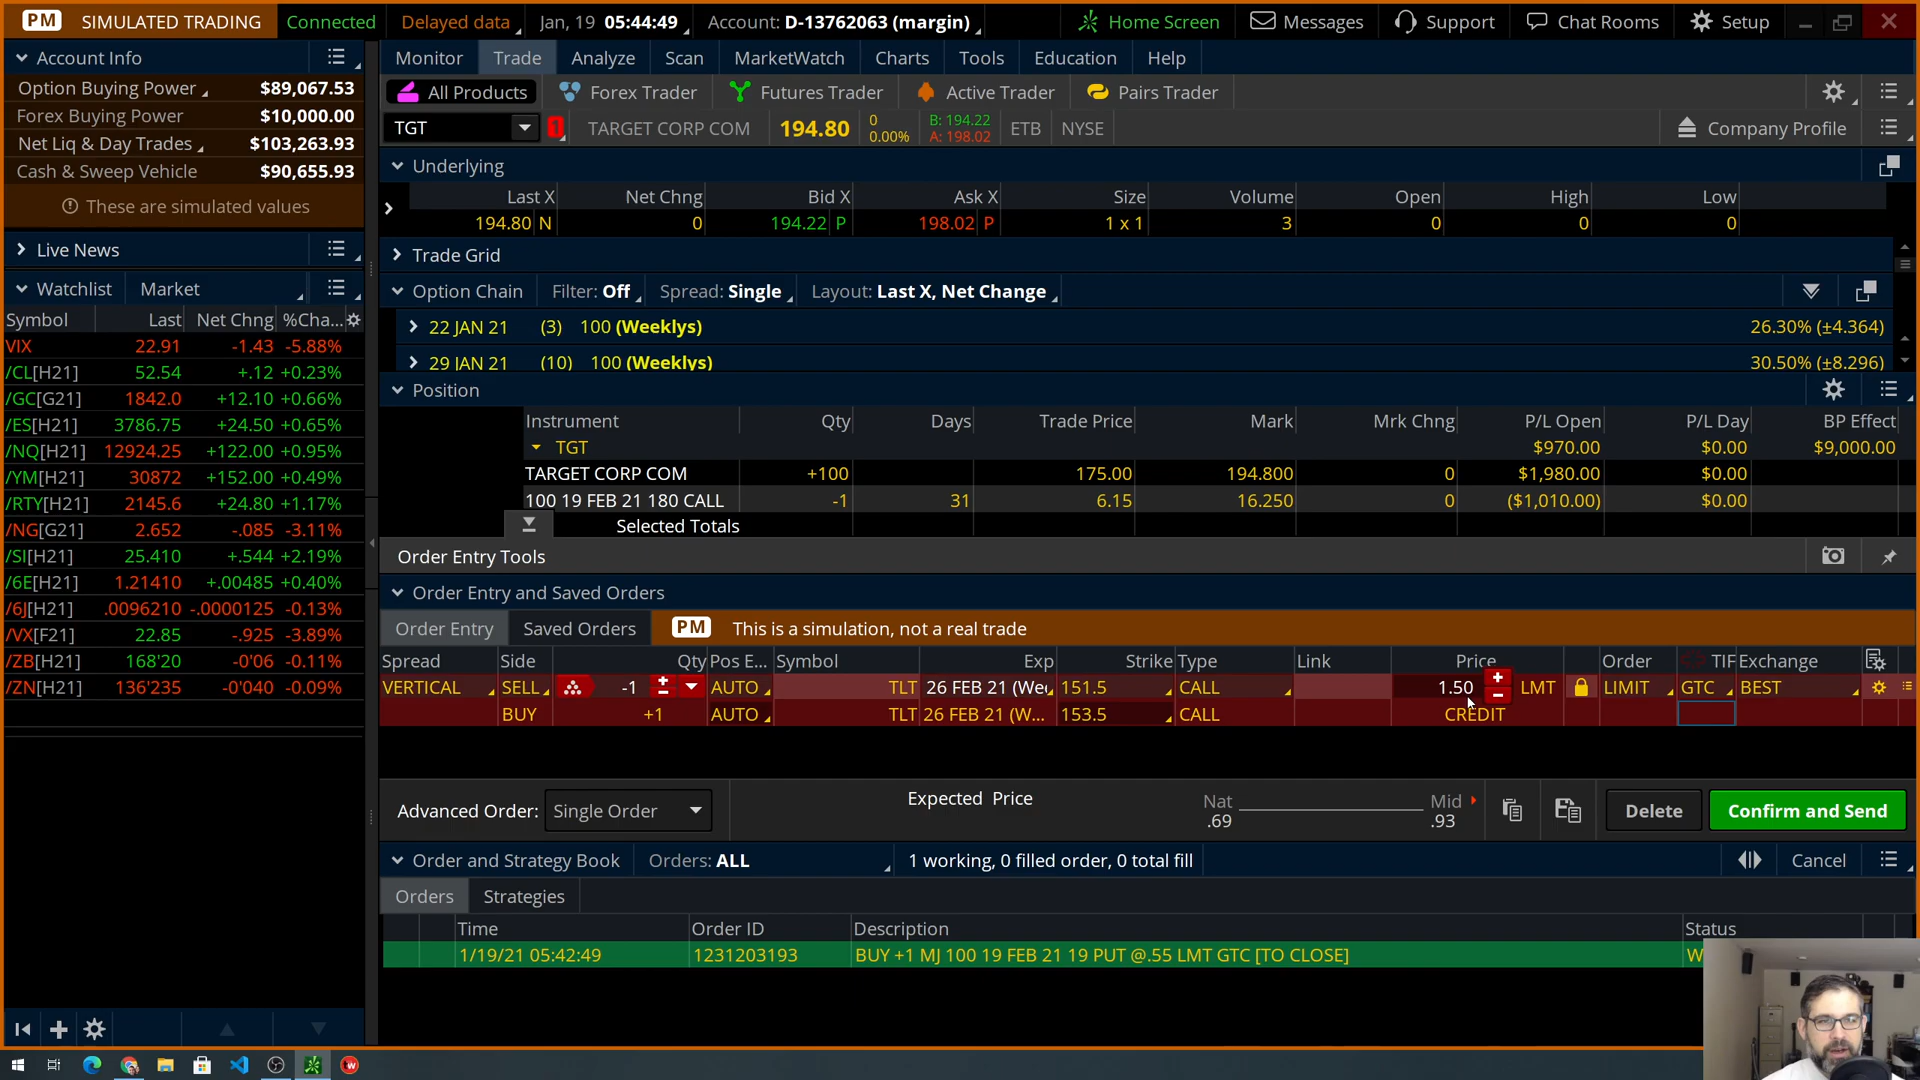 PM SIMULATED TRADING Connected Delayed data Jan, 19 05:44:49 Account: D-13762063 (margin) Home Screen Messages Support Chat Rooms Setup
Account Info
Option Buying Power $89,067.53
Forex Buying Power $10,000.00
Net Liq & Day Trades $103,263.93
Cash & Sweep Vehicle $90,655.93
These are simulated values
Live News
Watchlist Market
Symbol Last Net Chng %Cha...
VIX 22.91 -1.43 -5.88%
/CL[H21] 52.54 +.12 +0.23%
/GC[G21] 1842.0 +12.10 +0.66%
/ES[H21] 3786.75 +24.50 +0.65%
/NQ[H21] 12924.25 +122.00 +0.95%
/YM[H21] 30872 +152.00 +0.49%
/RTY[H21] 2145.6 +24.80 +1.17%
/NG[G21] 2.652 -.085 -3.11%
/SI[H21] 25.410 +.544 +2.19%
/6E[H21] 1.21410 +.00485 +0.40%
/6J[H21] .0096210 -.0000125 -0.13%
/VX[F21] 22.85 -.925 -3.89%
/ZB[H21] 168'20 -0'06 -0.11%
/ZN[H21] 136'235 -0'040 -0.09%
Monitor Trade Analyze Scan MarketWatch Charts Tools Education Help
All Products Forex Trader Futures Trader Active Trader Pairs Trader
TGT 1 TARGET CORP COM 194.80 0 0.00% B: 194.22 A: 198.02 ETB NYSE Company Profile
Underlying
Last X Net Chng Bid X Ask X Size Volume Open High Low
194.80 N 0 194.22 P 198.02 P 1 x 1 3 0 0 0
Trade Grid
Option Chain Filter: Off Spread: Single Layout: Last X, Net Change
22 JAN 21 (3) 100 (Weeklys) 26.30% (±4.364)
29 JAN 21 (10) 100 (Weeklys) 30.50% (±8.296)
Position
Instrument Qty Days Trade Price Mark Mrk Chng P/L Open P/L Day BP Effect
TGT $970.00 $0.00 $9,000.00
TARGET CORP COM +100 175.00 194.800 0 $1,980.00 $0.00
100 19 FEB 21 180 CALL -1 31 6.15 16.250 0 ($1,010.00) $0.00
Selected Totals
Order Entry Tools
Order Entry and Saved Orders
Order Entry Saved Orders PM This is a simulation, not a real trade
Spread Side Qty Pos E... Symbol Exp Strike Type Link Price Order TIF Exchange
VERTICAL SELL -1 AUTO TLT 26 FEB 21 (Wee 151.5 CALL 1.50 LMT LIMIT GTC BEST
BUY +1 AUTO TLT 26 FEB 21 (W... 153.5 CALL CREDIT
Advanced Order: Single Order Expected Price Nat .69 Mid .93 Delete Confirm and Send
Order and Strategy Book Orders: ALL 1 working, 0 filled order, 0 total fill Cancel
Orders Strategies
Time Order ID Description Status
1/19/21 05:42:49 1231203193 BUY +1 MJ 100 19 FEB 21 19 PUT @.55 LMT GTC [TO CLOSE] W